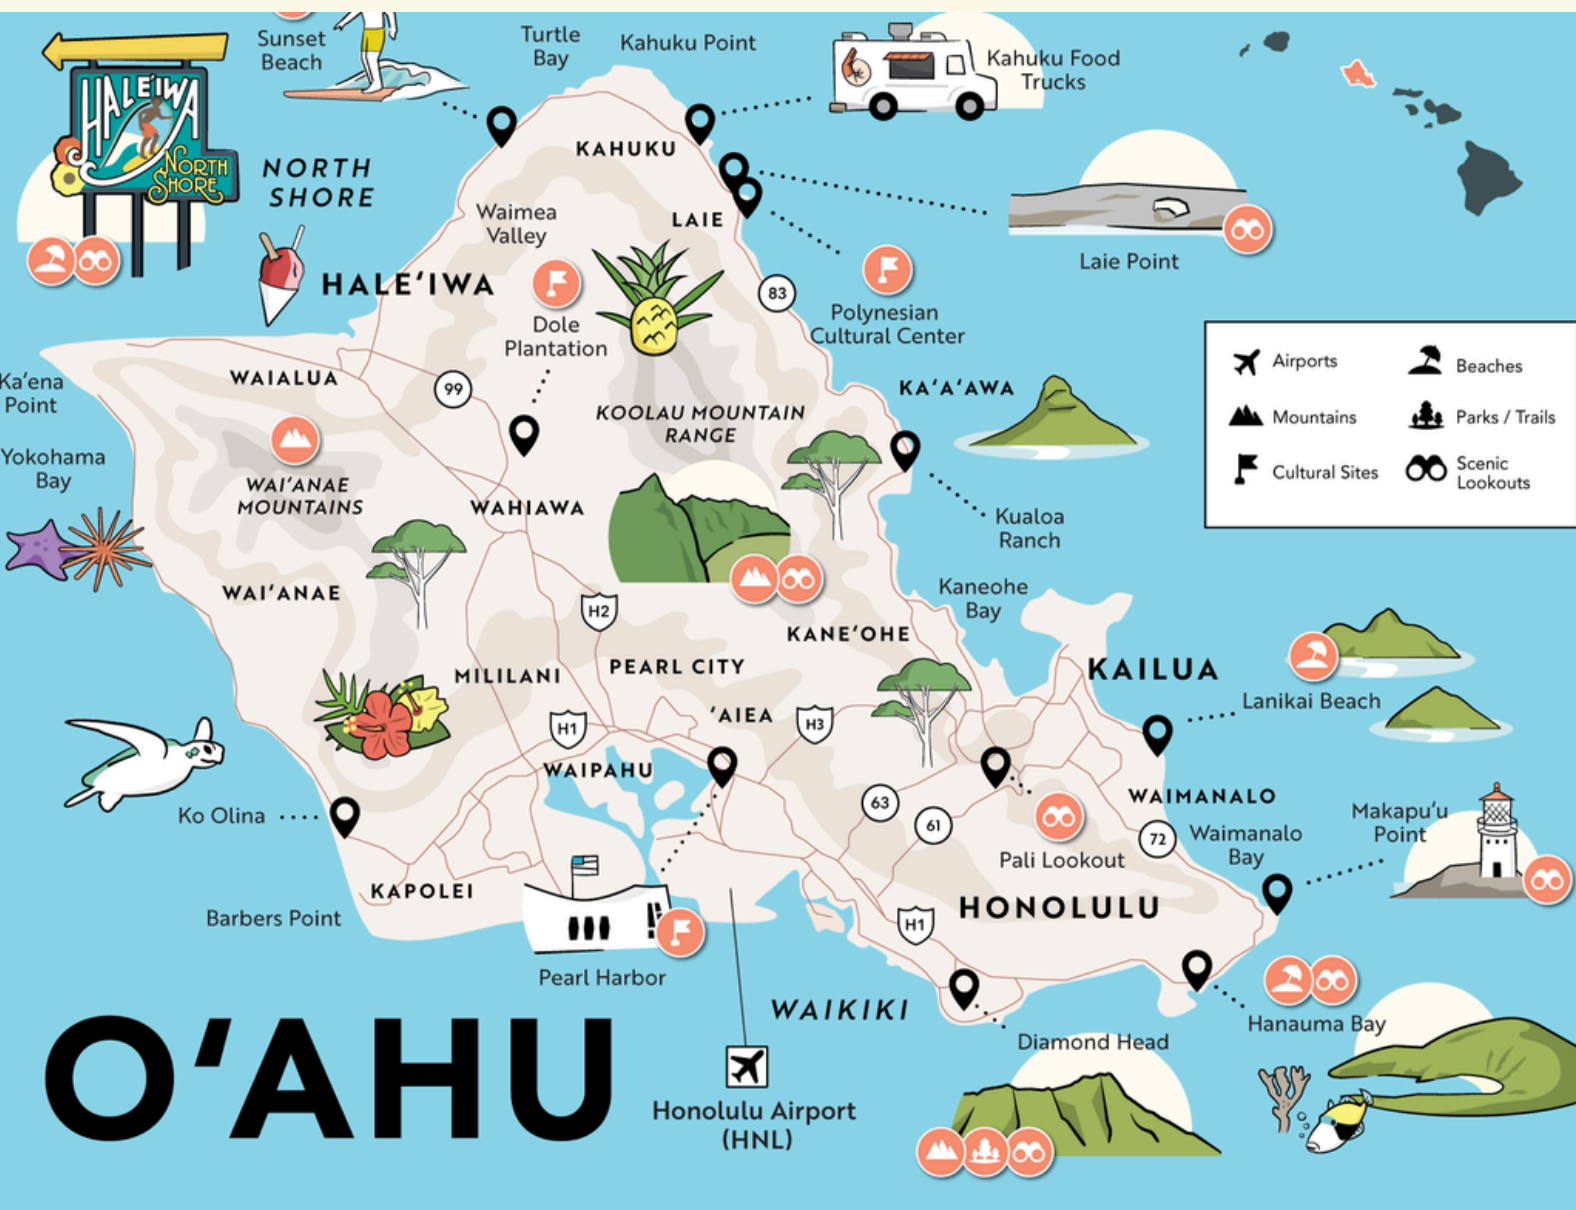 Sunset
Beach
Turtle
Bay
Kahuku Point
Kahuku Food
Trucks
HALE'IWA
NORTH
SHORE
NORTH
SHORE
KAHUKU
Waimea
Valley
LAIE
Laie Point
HALE'IWA
83
Dole
Plantation
Polynesian
Cultural Center
Airports
Beaches
Mountains
Parks / Trails
Cultural Sites
Scenic
Lookouts
Ka'ena
Point
WAIALUA
99
KA'A'AWA
KOOLAU MOUNTAIN
RANGE
Yokohama
Bay
WAI'ANAE
MOUNTAINS
WAHIAWA
Kualoa
Ranch
WAI'ANAE
H2
Kaneohe
Bay
KANE'OHE
MILILANI
PEARL CITY
KAILUA
Lanikai Beach
'AIEA
H1
H3
WAIPAHU
Ko Olina
63
61
WAIMANALO
72
Waimanalo
Bay
Makapu'u
Point
Pali Lookout
KAPOLEI
Barbers Point
HONOLULU
H1
Pearl Harbor
WAIKIKI
Hanauma Bay
Diamond Head
O'AHU
Honolulu Airport
(HNL)